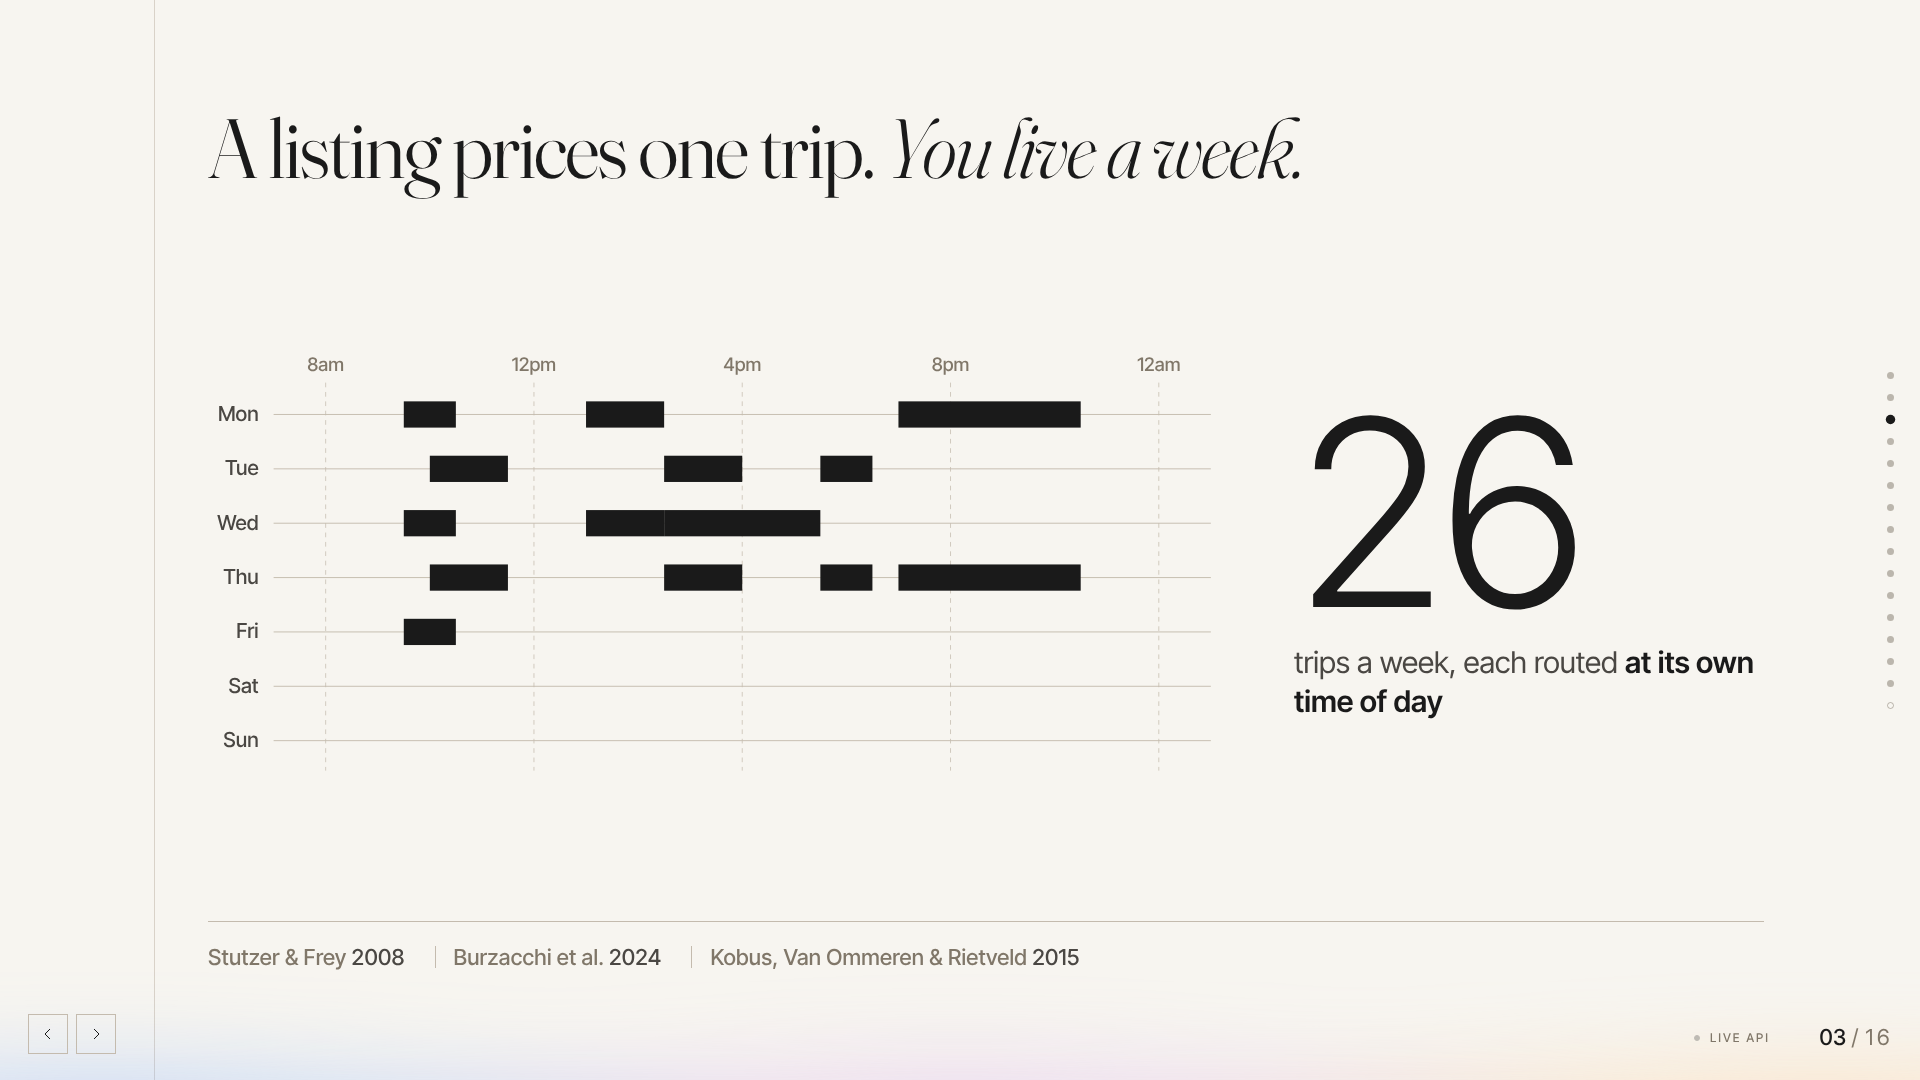 A listing prices one trip. You live a week.
8am 12pm 4pm 8pm 12am
Mon
Tue
Wed
Thu
Fri
Sat
Sun
26
trips a week, each routed at its own
time of day
Stutzer & Frey 2008 Burzacchi et al. 2024 Kobus, Van Ommeren & Rietveld 2015
LIVE API 03 / 16